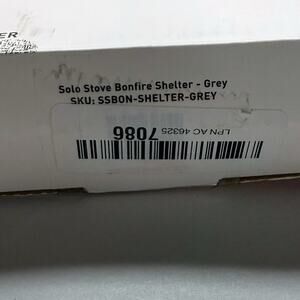 Solo Stove Bonfire Shelter - Grey
SKU: SSBON-SHELTER-GREY
LPN AC 46325 7086